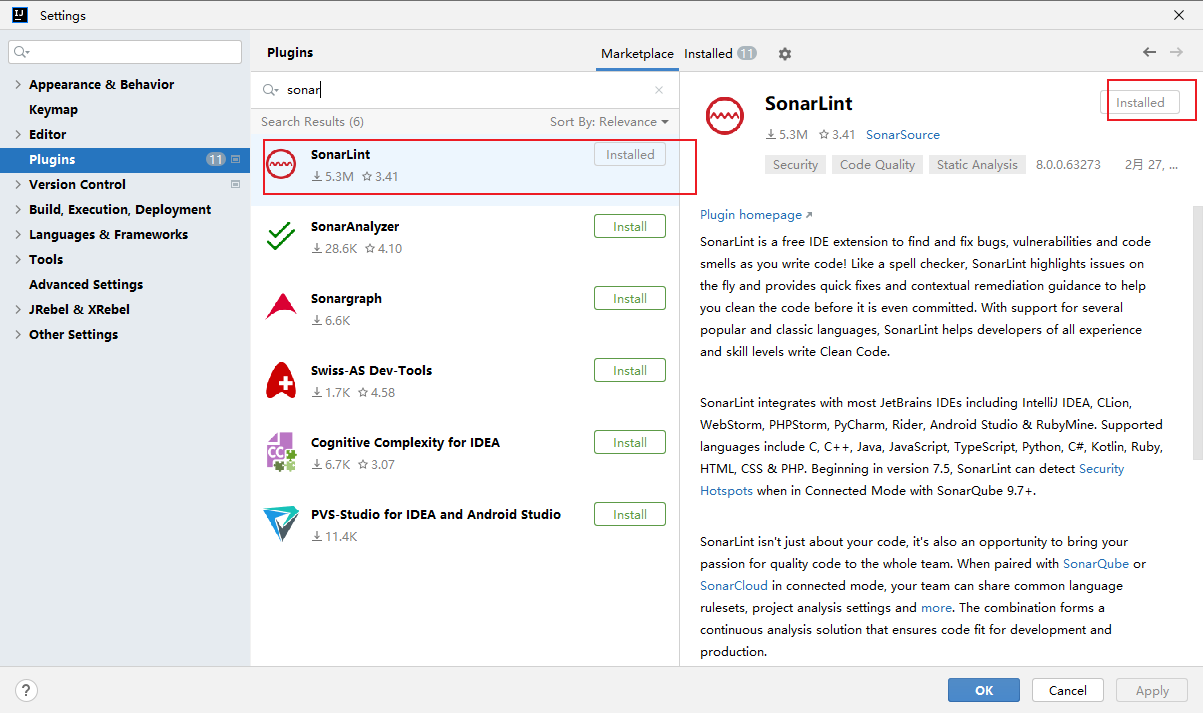 Settings
Plugins
Marketplace
Installed 11
Appearance & Behavior
Keymap
Editor
Plugins 11
Version Control
Build, Execution, Deployment
Languages & Frameworks
Tools
Advanced Settings
JRebel & XRebel
Other Settings
sonar
Search Results (6)
Sort By: Relevance
SonarLint
Installed
5.3M 3.41
SonarAnalyzer
Install
28.6K 4.10
Sonargraph
Install
6.6K
Swiss-AS Dev-Tools
Install
1.7K 4.58
Cognitive Complexity for IDEA
Install
6.7K 3.07
PVS-Studio for IDEA and Android Studio
Install
11.4K
SonarLint
Installed
5.3M 3.41 SonarSource
Security Code Quality Static Analysis 8.0.0.63273 2月 27, ...
Plugin homepage
SonarLint is a free IDE extension to find and fix bugs, vulnerabilities and code
smells as you write code! Like a spell checker, SonarLint highlights issues on
the fly and provides quick fixes and contextual remediation guidance to help
you clean the code before it is even committed. With support for several
popular and classic languages, SonarLint helps developers of all experience
and skill levels write Clean Code.
SonarLint integrates with most JetBrains IDEs including IntelliJ IDEA, CLion,
WebStorm, PHPStorm, PyCharm, Rider, Android Studio & RubyMine. Supported
languages include C, C++, Java, JavaScript, TypeScript, Python, C#, Kotlin, Ruby,
HTML, CSS & PHP. Beginning in version 7.5, SonarLint can detect Security
Hotspots when in Connected Mode with SonarQube 9.7+.
SonarLint isn't just about your code, it's also an opportunity to bring your
passion for quality code to the whole team. When paired with SonarQube or
SonarCloud in connected mode, your team can share common language
rulesets, project analysis settings and more. The combination forms a
continuous analysis solution that ensures code fit for development and
production.
?
OK
Cancel
Apply